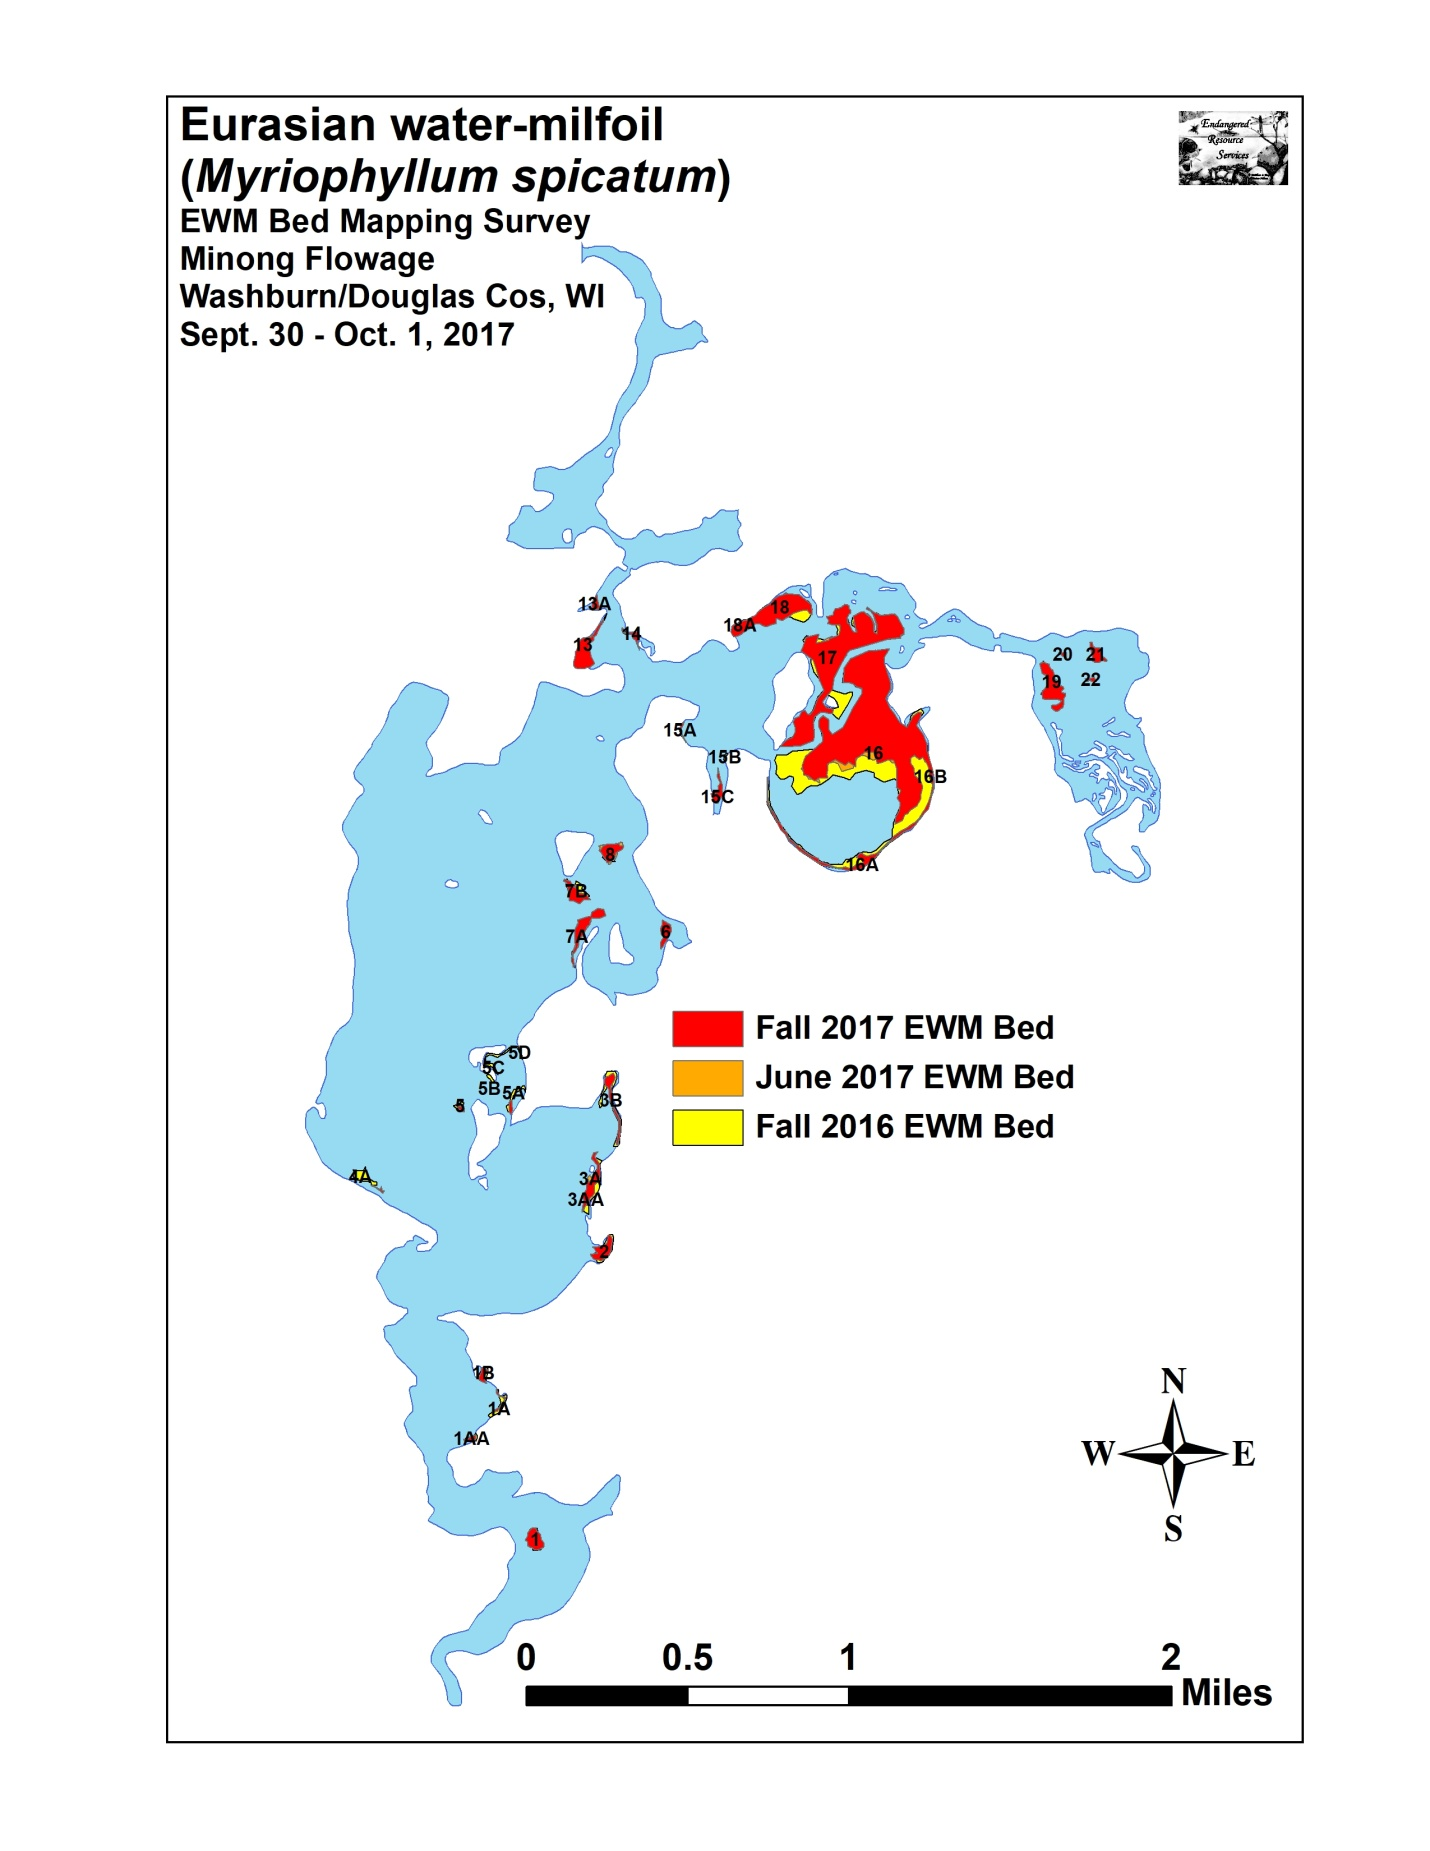 Eurasian water-milfoil
(Myriophyllum spicatum)
EWM Bed Mapping Survey
Minong Flowage
Washburn/Douglas Cos, WI
Sept. 30 - Oct. 1, 2017
Endangered
Resource
Services
13A
18
18A
14
13
17
20
21
19
22
15A
15B
16
16B
15C
8
16A
7B
6
7A
Fall 2017 EWM Bed
5D
5C
June 2017 EWM Bed
5B
5A
3B
5
Fall 2016 EWM Bed
4A
3A
3AA
2
1B
N
1A
1AA
W
E
S
1
0
0.5
1
2
Miles